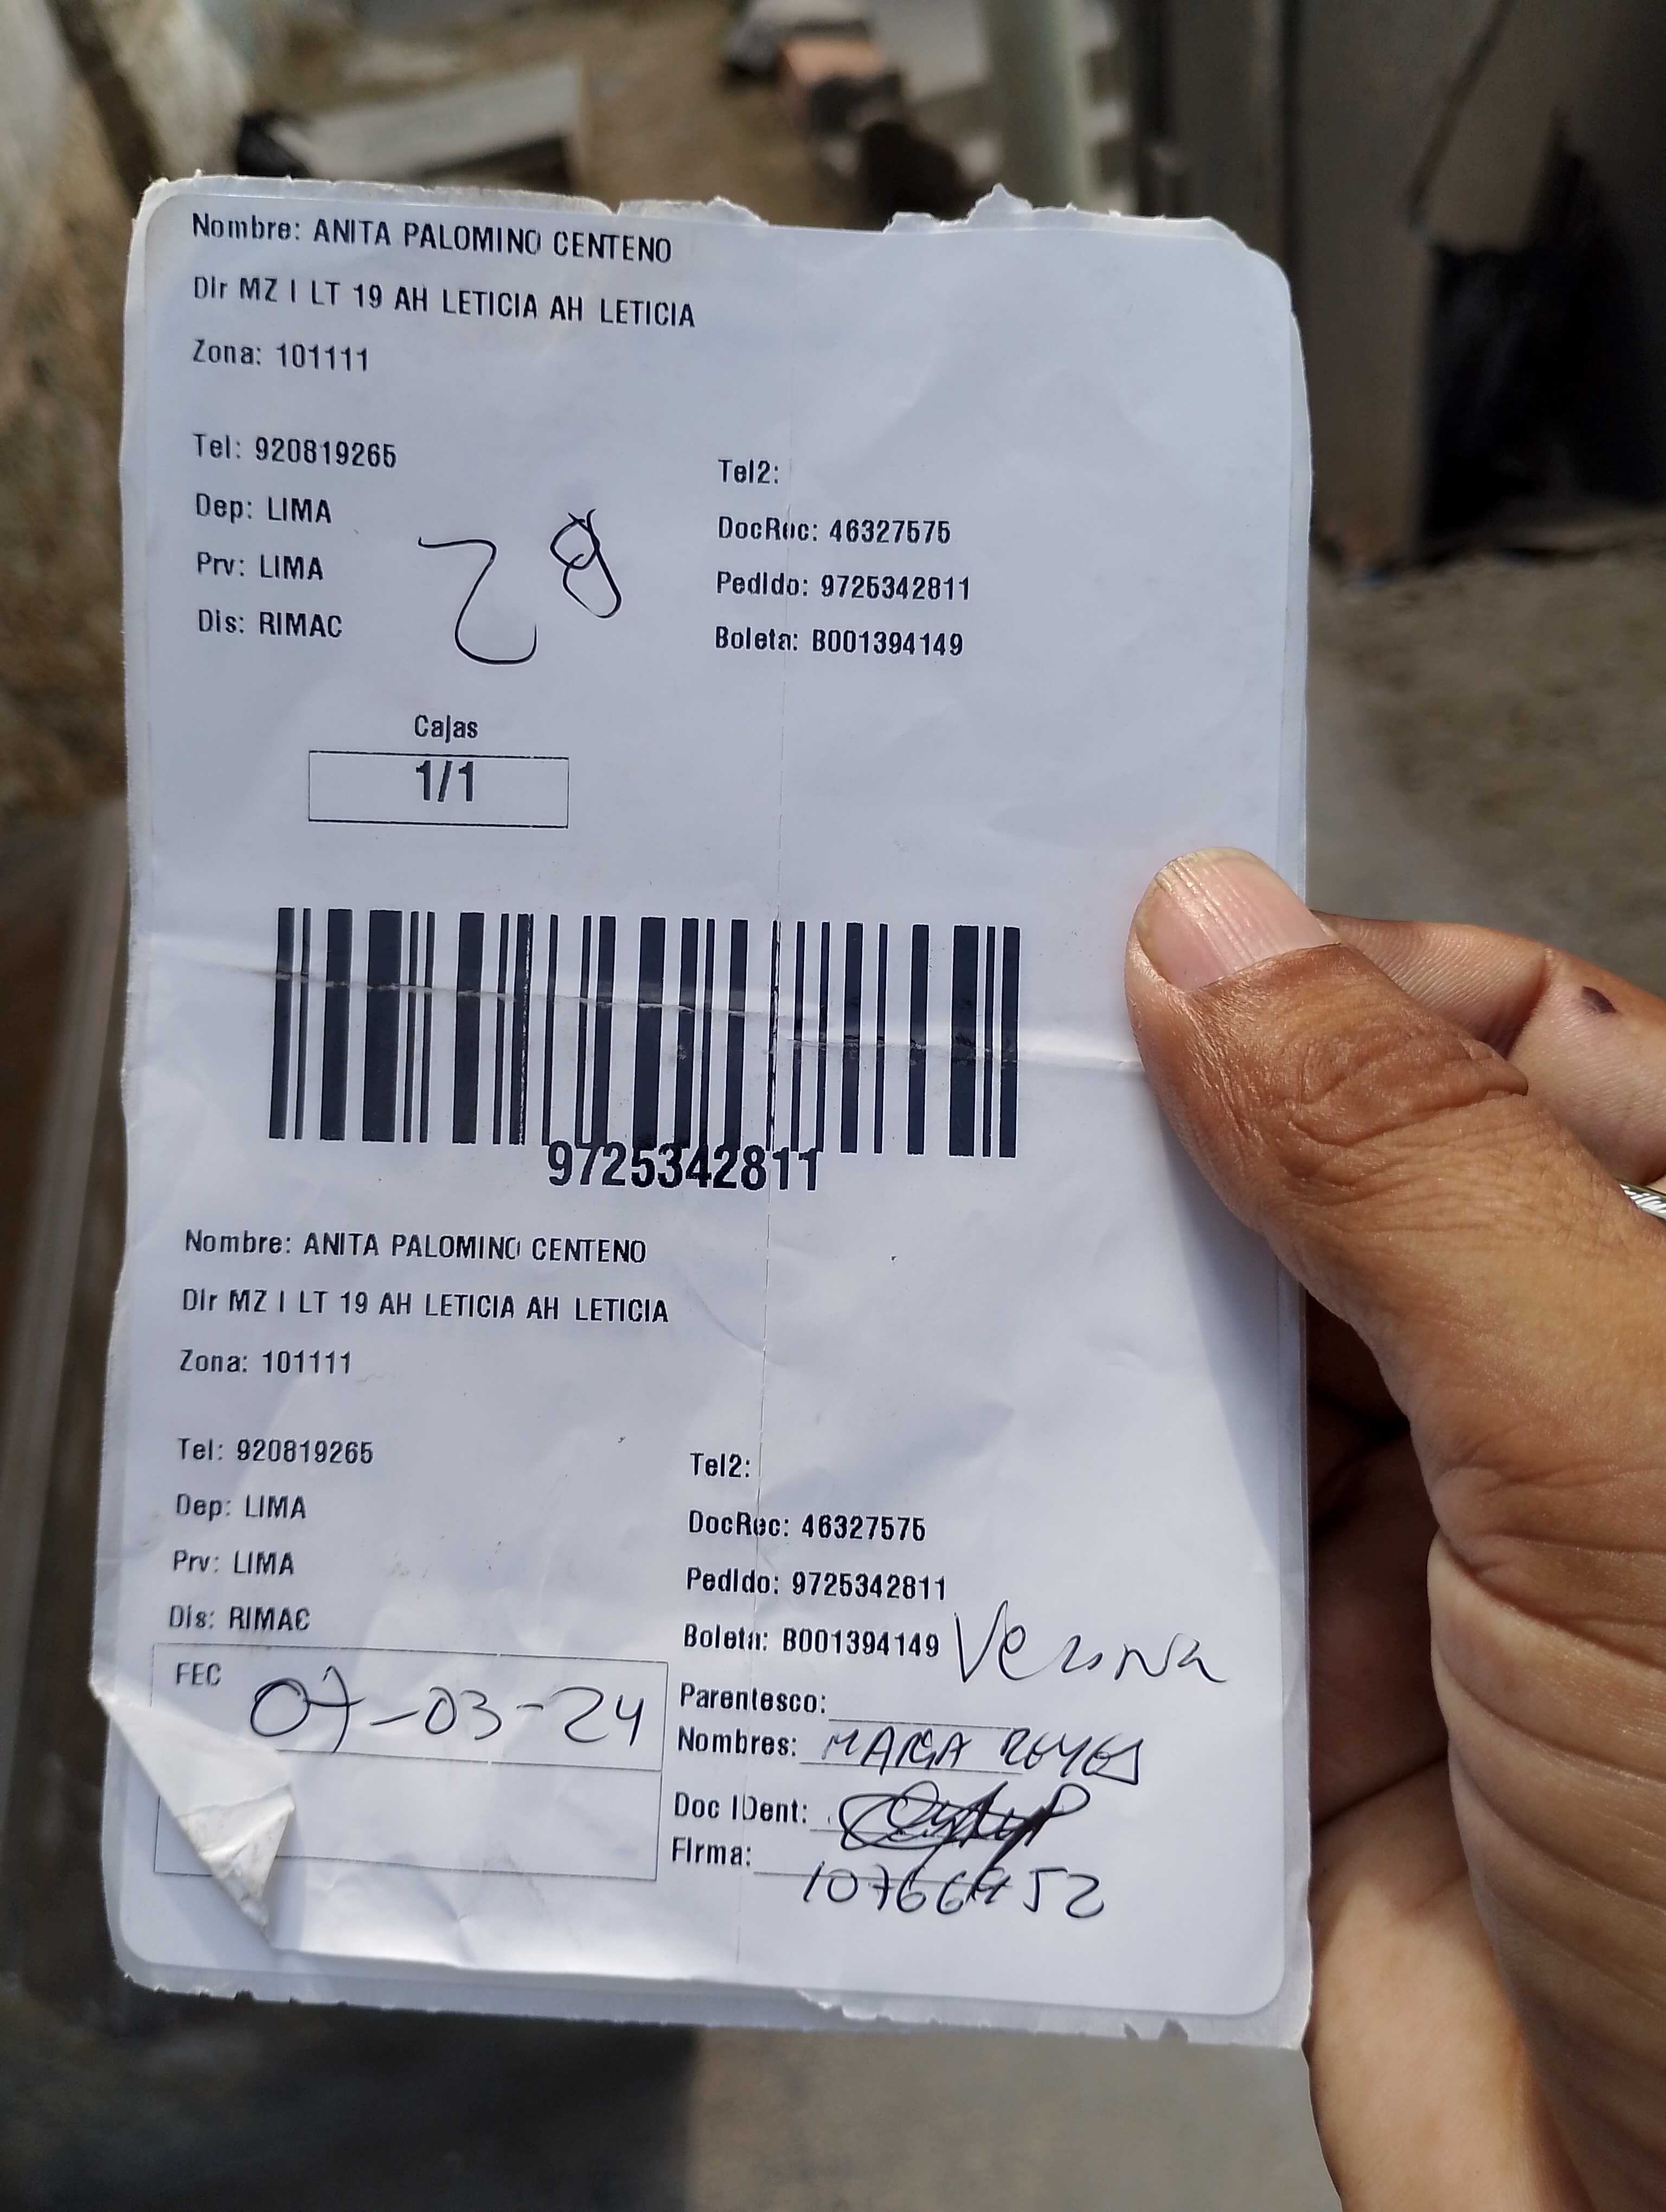 Nombre: ANITA PALOMINO CENTENO
Dir MZ I LT 19 AH LETICIA AH LETICIA
Zona: 101111
Tel: 920819265
Tel2:
Dep: LIMA
DocRec: 46327575
Prv: LIMA
Pedido: 9725342811
Dis: RIMAC
Boleta: B001394149
28
Cajas
1/1
9725342811
Nombre: ANITA PALOMINO CENTENO
Dir MZ I LT 19 AH LETICIA AH LETICIA
Zona: 101111
Tel: 920819265
Tel2:
Dep: LIMA
DocRec: 46327575
Prv: LIMA
Pedido: 9725342811
Dis: RIMAC
Boleta: B001394149
FEC 07-03-24
Parentesco:
Nombres: MARIA REYES
Doc IDent:
Firma: